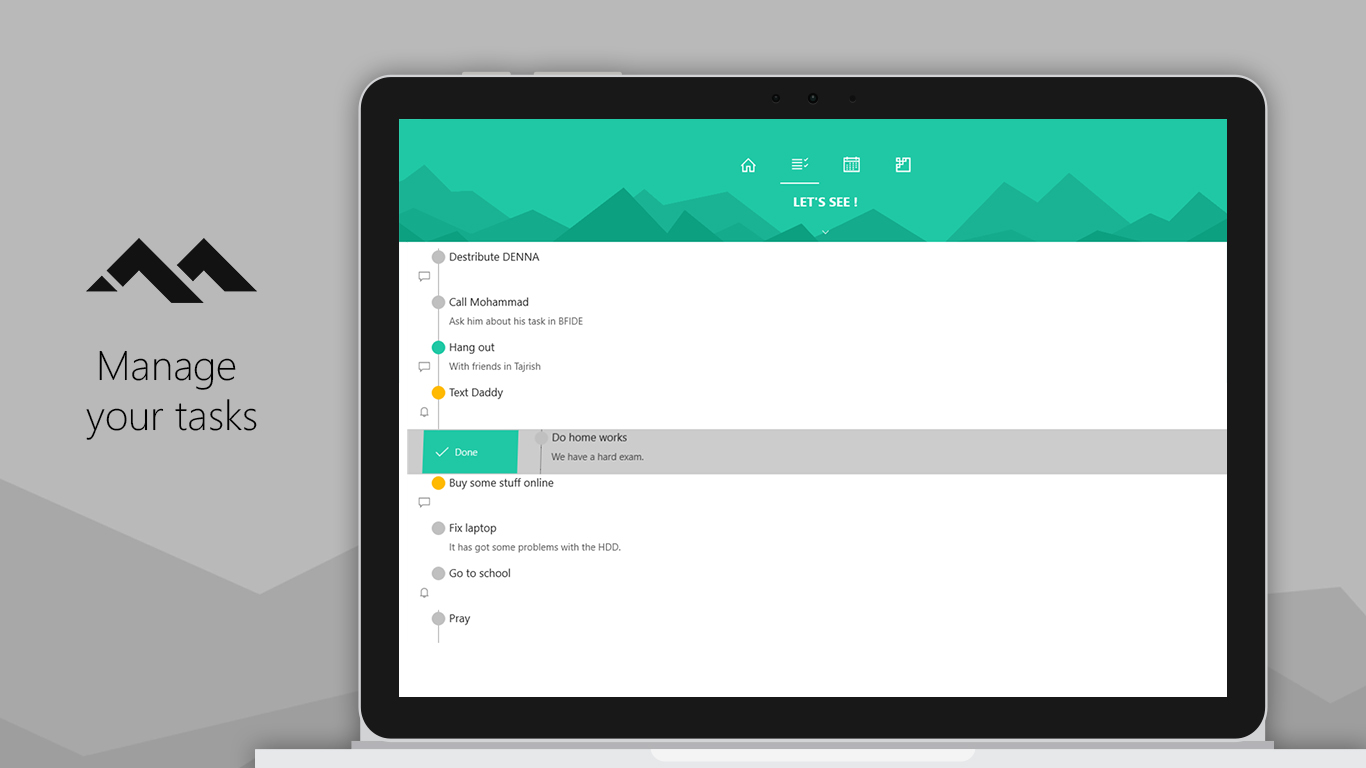 Manage
your tasks
LET'S SEE !
Destribute DENNA
Call Mohammad
Ask him about his task in BFIDE
Hang out
With friends in Tajrish
Text Daddy
Done
Do home works
We have a hard exam.
Buy some stuff online
Fix laptop
It has got some problems with the HDD.
Go to school
Pray